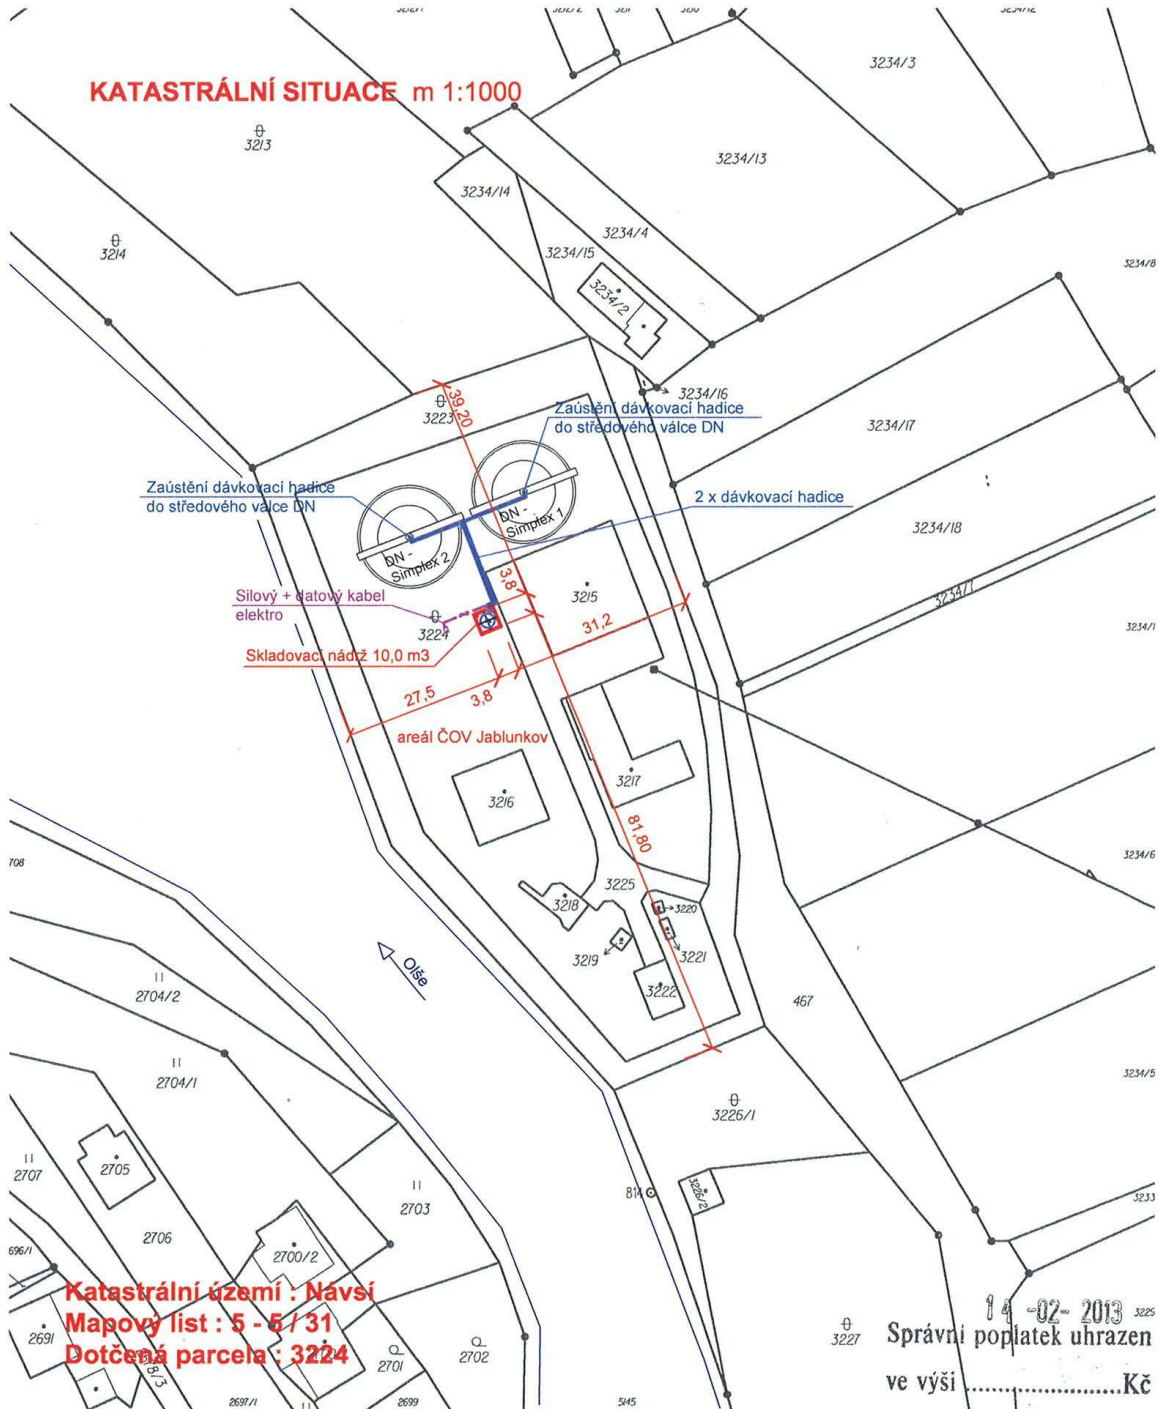 3234/12
KATASTRÁLNÍ SITUACE m 1:1000
3234/3
3213
3234/13
3234/14
3214
3234/4
3234/15
3234/8
3234/2
3234/16
39,20
3223
Zaústění dávkovací hadice
do středového válce DN
3234/17
Zaústění dávkovací hadice
do středového válce DN
2 x dávkovací hadice
DN -
Simplex 1
3234/18
DN -
Simplex 2
3,8
3215
Silový + datový kabel
elektro
3234/7
3224
31,2
Skladovací nádrž 10,0 m3
27,5
3,8
areál ČOV Jablunkov
3217
3216
81,80
708
3234/6
3225
3218
3220
3219
3221
Olše
3222
2704/2
467
2704/1
3234/5
3226/1
2707
2705
814
3226/2
2703
3233
2706
696/1
2700/2
Katastrální území : Návsí
Mapový list : 5 - 5 / 31
Dotčená parcela : 3224
2691
2701
2702
3227
14 -02- 2013
3225
Správní poplatek uhrazen
ve výši ........................ Kč
2697/1
2699
5145